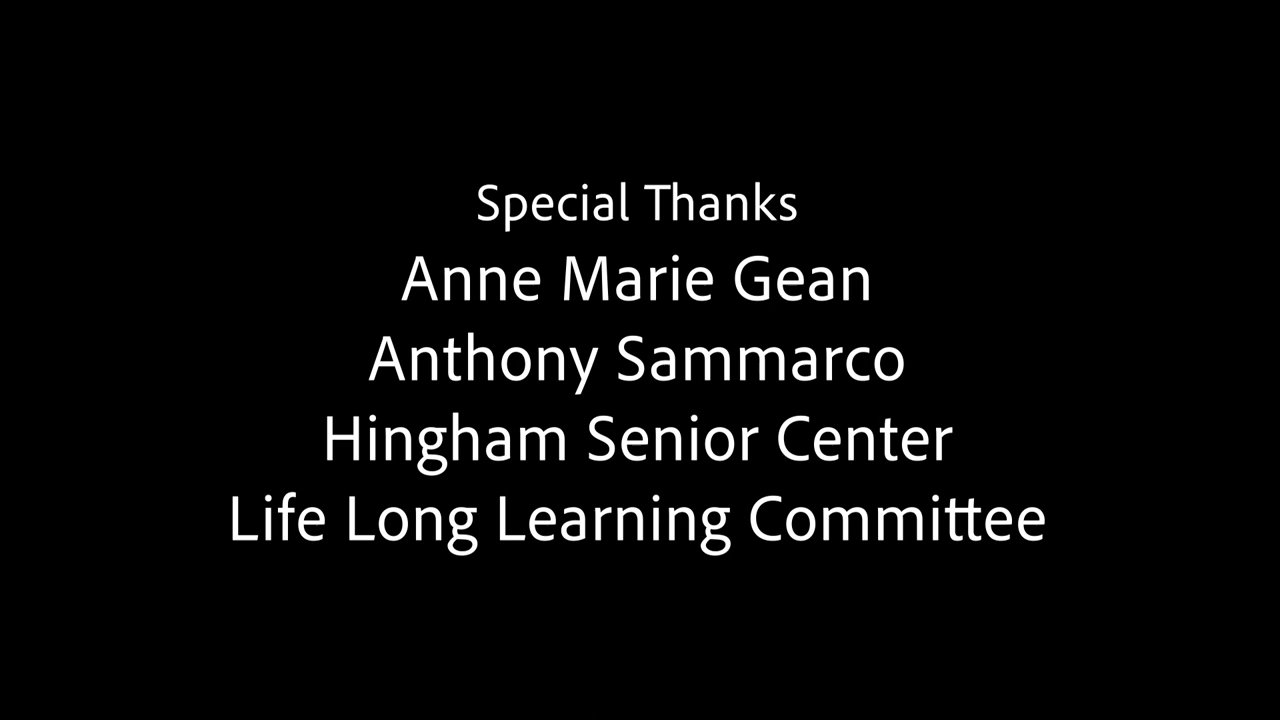 Special Thanks
Anne Marie Gean
Anthony Sammarco
Hingham Senior Center
Life Long Learning Committee